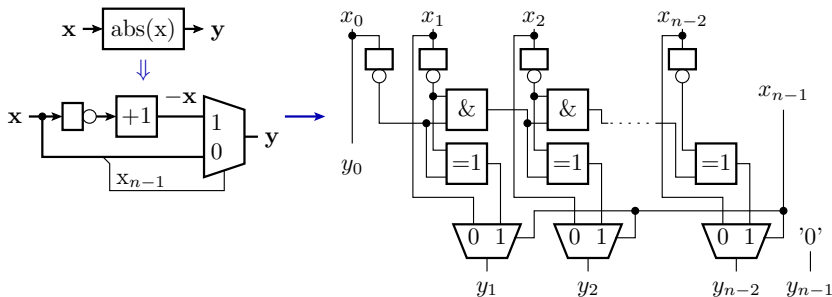 x abs(x) y
⇓
x +1 −x 1 0 y
x_{n−1}
x_0 x_1 x_2 x_{n−2}
x_{n−1}
& &
=1 =1 =1
y_0
0 1 0 1 0 1 '0'
y_1 y_2 y_{n−2} y_{n−1}